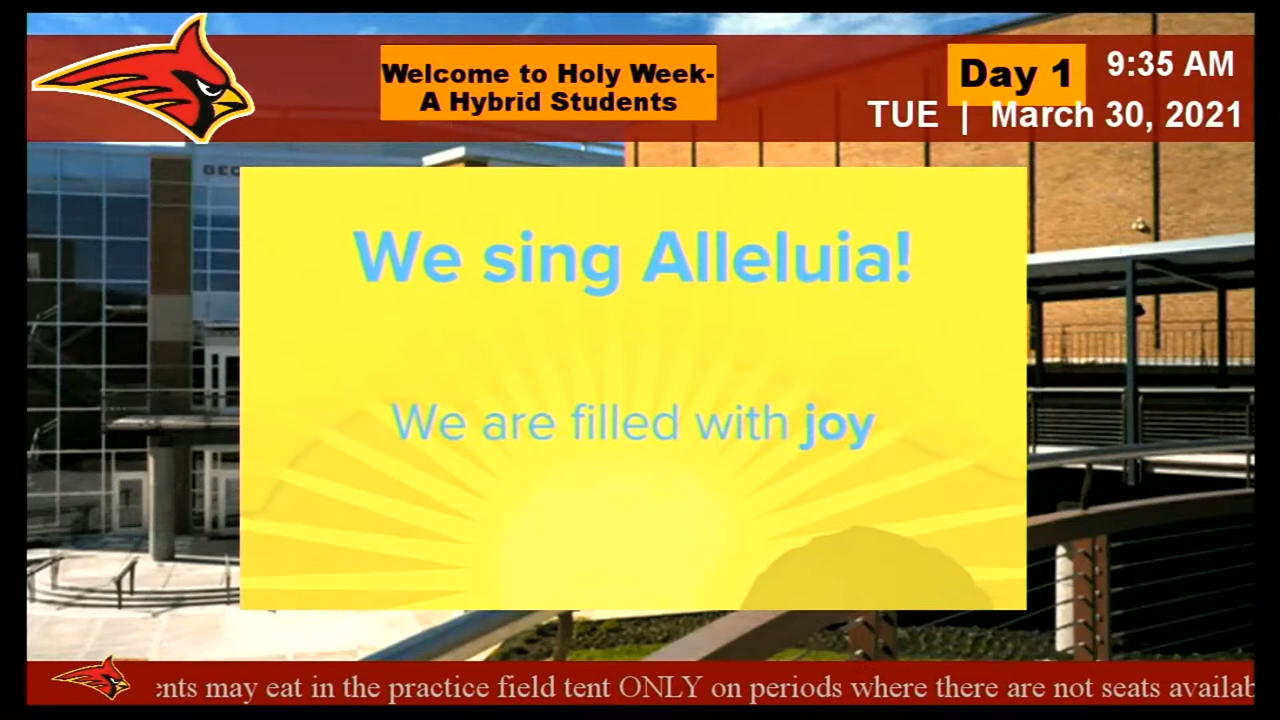 Welcome to Holy Week-
A Hybrid Students
Day 1
9:35 AM
TUE | March 30, 2021
We sing Alleluia!
We are filled with joy
may eat in the practice field tent ONLY on periods where there are not seats